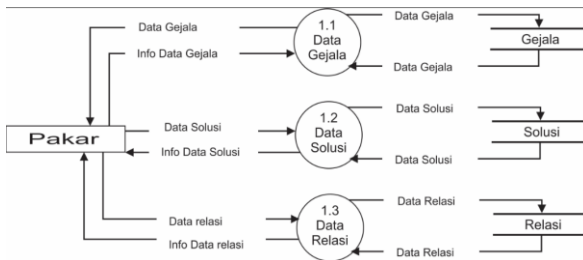 Data Gejala
1.1
Data
Gejala
Data Gejala
Gejala
Info Data Gejala
Data Gejala
Pakar
Data Solusi
Info Data Solusi
1.2
Data
Solusi
Data Solusi
Solusi
Data Solusi
Data relasi
Info Data relasi
1.3
Data
Relasi
Data Relasi
Relasi
Data Relasi